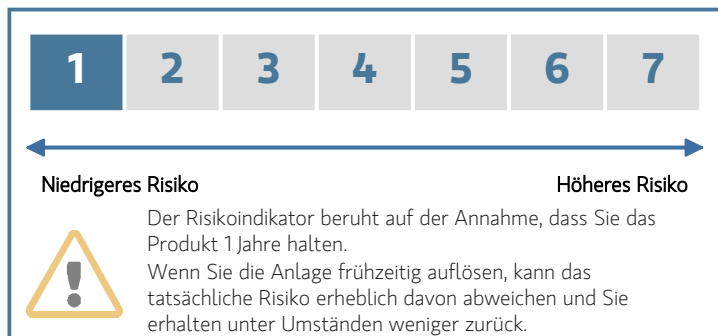 1 2 3 4 5 6 7
Niedrigeres Risiko Höheres Risiko
Der Risikoindikator beruht auf der Annahme, dass Sie das
Produkt 1 Jahre halten.
Wenn Sie die Anlage frühzeitig auflösen, kann das
tatsächliche Risiko erheblich davon abweichen und Sie
erhalten unter Umständen weniger zurück.